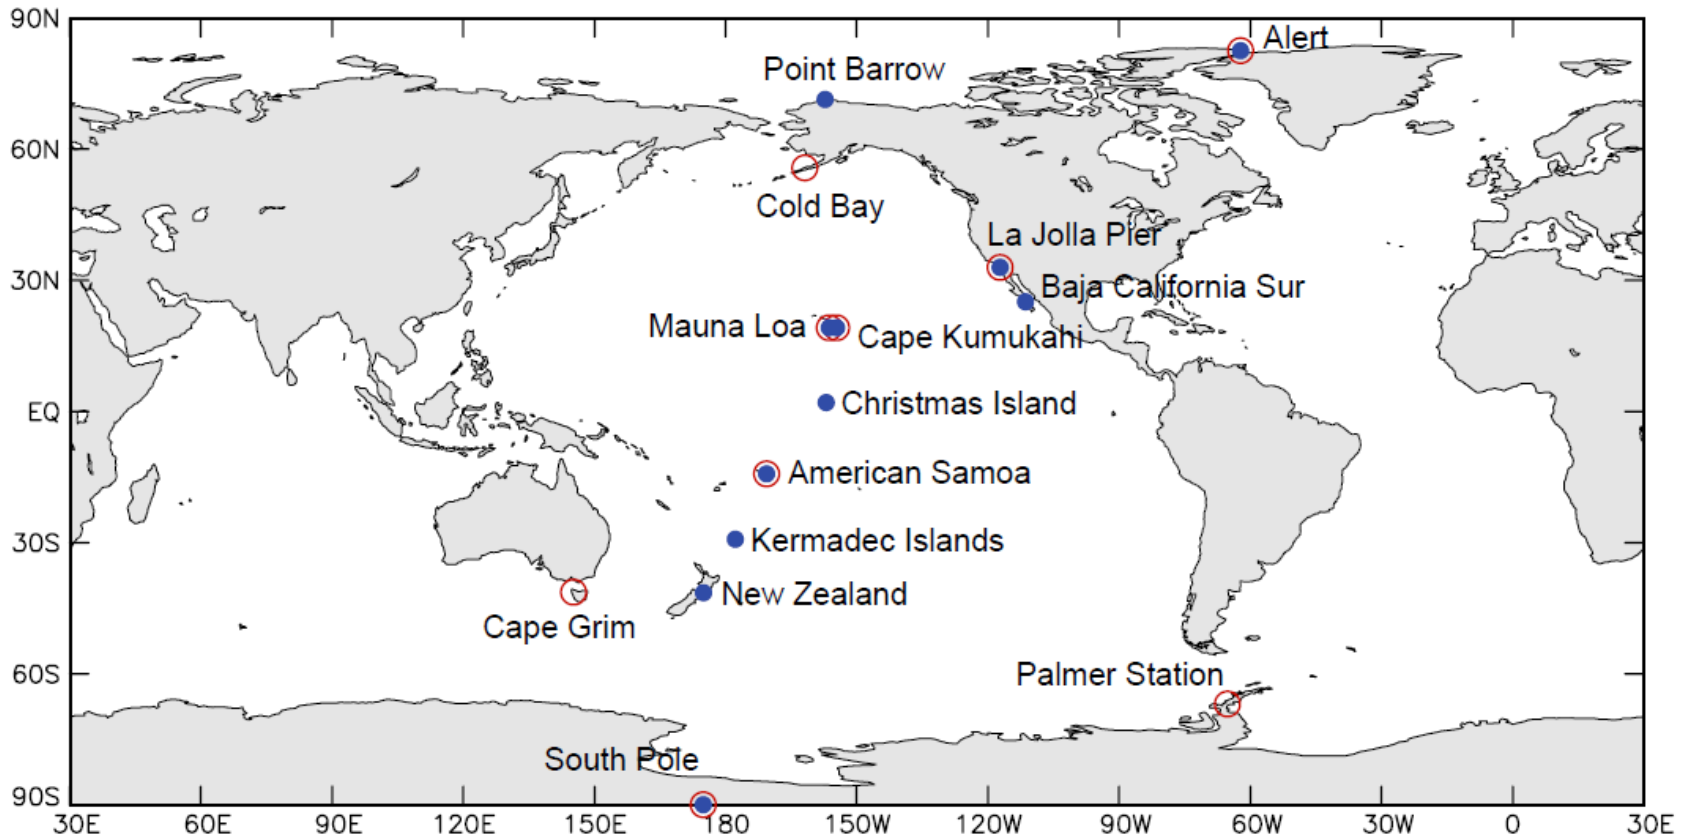 90N
Alert
Point Barrow
60N
Cold Bay
La Jolla Pier
30N
Baja California Sur
Mauna Loa
Cape Kumukahi
Christmas Island
EQ
American Samoa
30S
Kermadec Islands
New Zealand
Cape Grim
60S
Palmer Station
South Pole
90S
30E 60E 90E 120E 150E 180 150W 120W 90W 60W 30W 0 30E